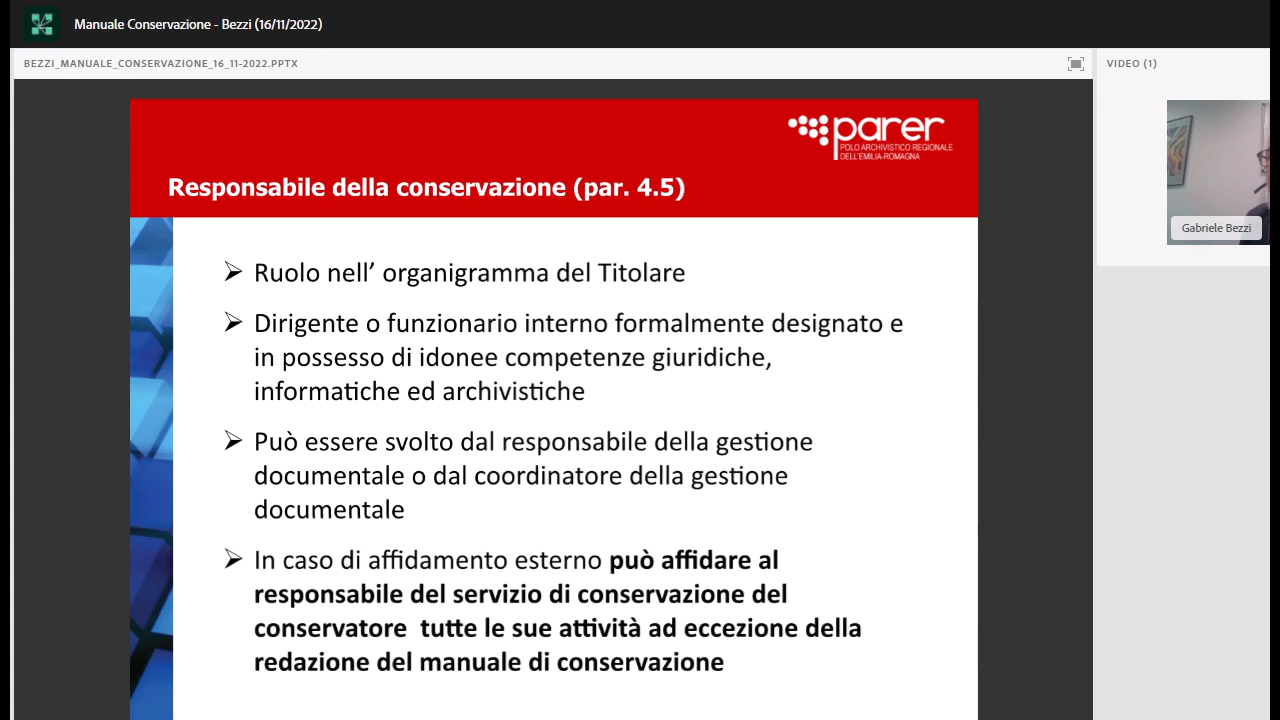 Manuale Conservazione - Bezzi (16/11/2022)
BEZZI_MANUALE_CONSERVAZIONE_16_11-2022.PPTX
VIDEO (1)
parer
POLO ARCHIVISTICO REGIONALE
DELL'EMILIA-ROMAGNA
Responsabile della conservazione (par. 4.5)
Gabriele Bezzi
➢ Ruolo nell’ organigramma del Titolare
➢ Dirigente o funzionario interno formalmente designato e
in possesso di idonee competenze giuridiche,
informatiche ed archivistiche
➢ Può essere svolto dal responsabile della gestione
documentale o dal coordinatore della gestione
documentale
➢ In caso di affidamento esterno può affidare al
responsabile del servizio di conservazione del
conservatore tutte le sue attività ad eccezione della
redazione del manuale di conservazione